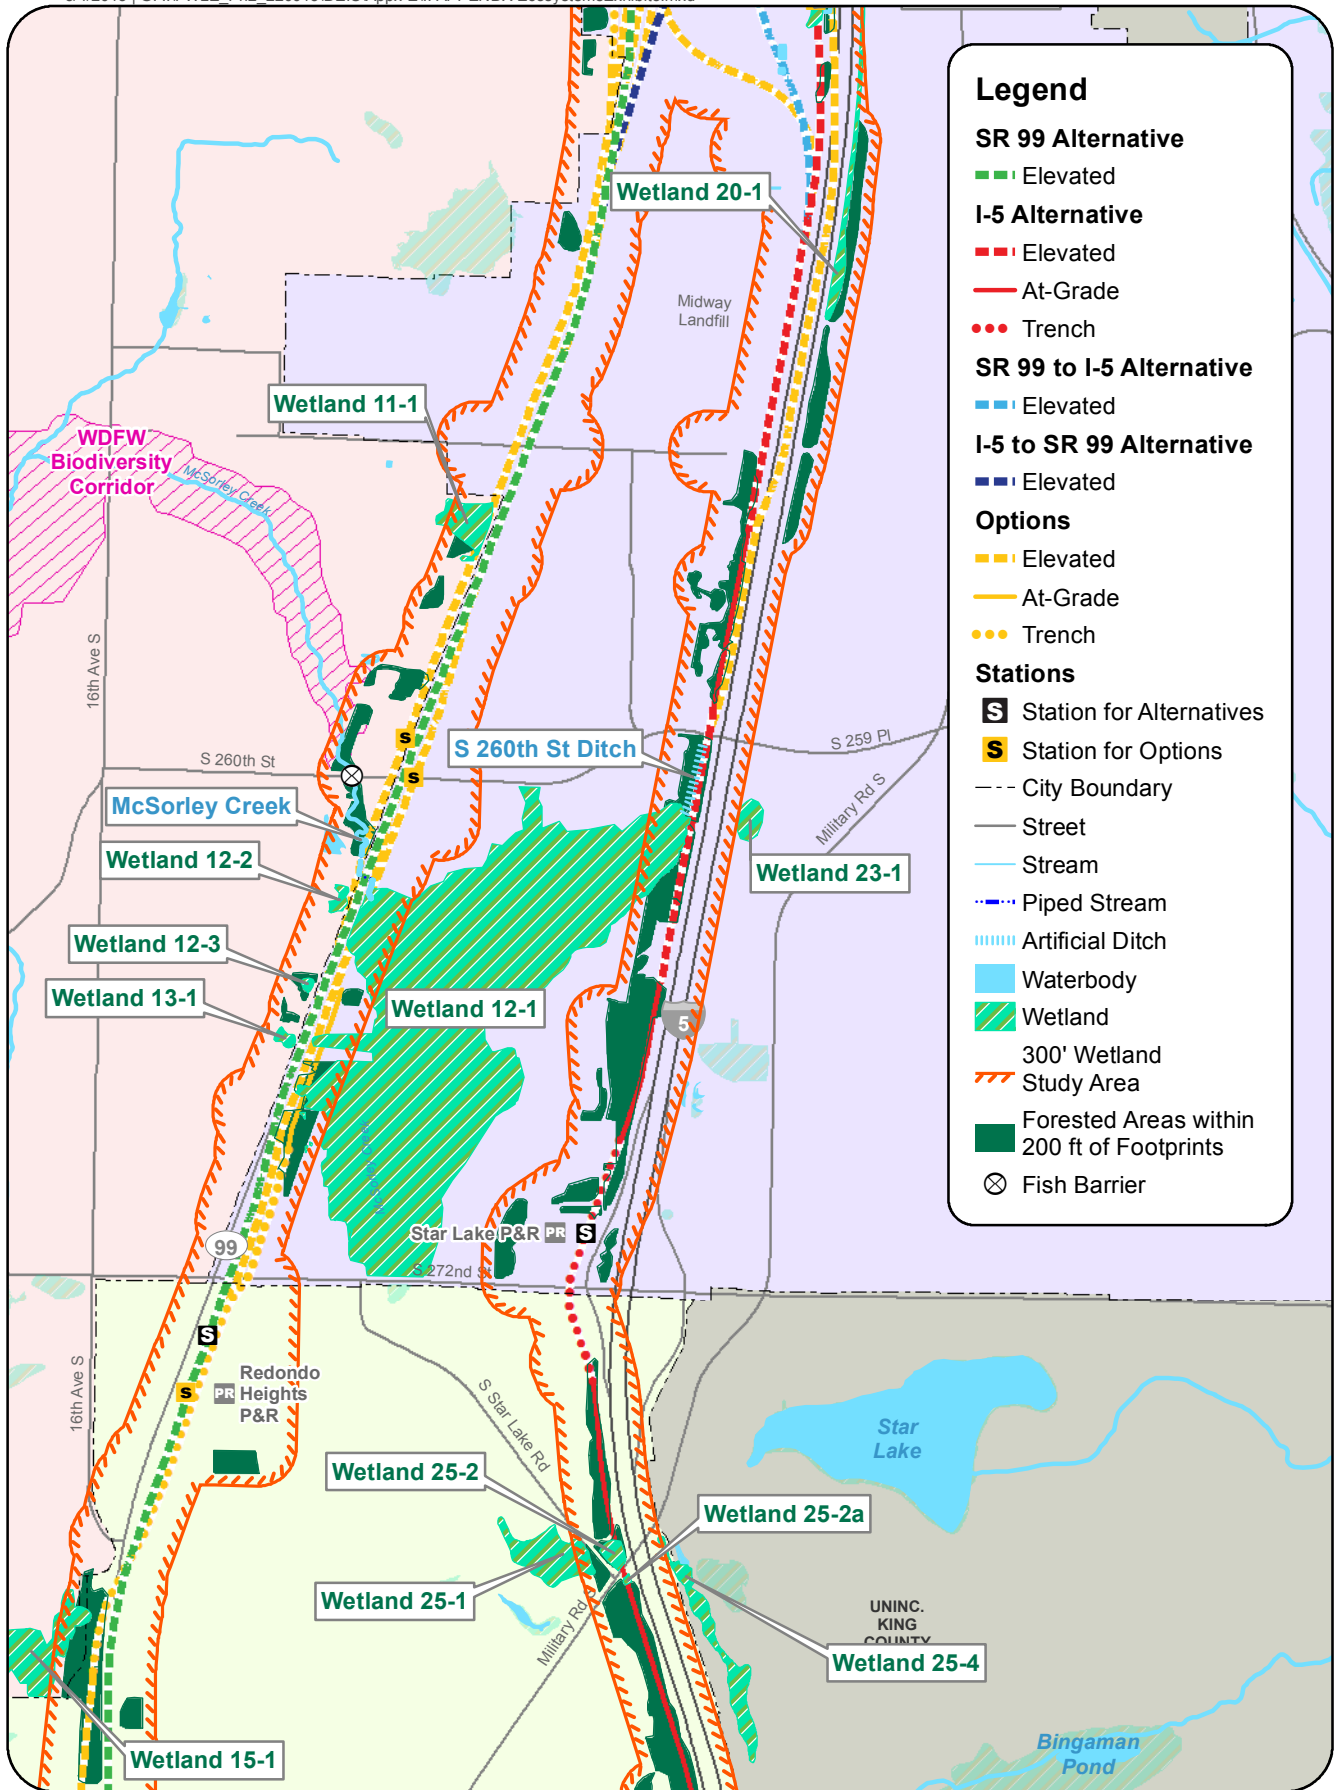 Legend
SR 99 Alternative
Elevated
I-5 Alternative
Elevated
At-Grade
Trench
SR 99 to I-5 Alternative
Elevated
I-5 to SR 99 Alternative
Elevated
Options
Elevated
At-Grade
Trench
Stations
S Station for Alternatives
S Station for Options
City Boundary
Street
Stream
Piped Stream
Artificial Ditch
Waterbody
Wetland
300' Wetland
Study Area
Forested Areas within
200 ft of Footprints
Fish Barrier
Wetland 20-1
Midway
Landfill
Wetland 11-1
WDFW
Biodiversity
Corridor
McSorley Creek
16th Ave S
S
S 260th St
S
S 260th St Ditch
S 259 Pl
Military Rd S
McSorley Creek
Wetland 12-2
Wetland 23-1
Wetland 12-3
Wetland 13-1
Wetland 12-1
5
McSorley Creek
Star Lake P&R PR S
99
S 272nd St
S
16th Ave S
S
PR
Redondo
Heights
P&R
S Star Lake Rd
Star
Lake
Wetland 25-2
Wetland 25-2a
Wetland 25-1
Military Rd
UNINC.
KING
COUNTY
Wetland 25-4
Wetland 15-1
Bingaman
Pond